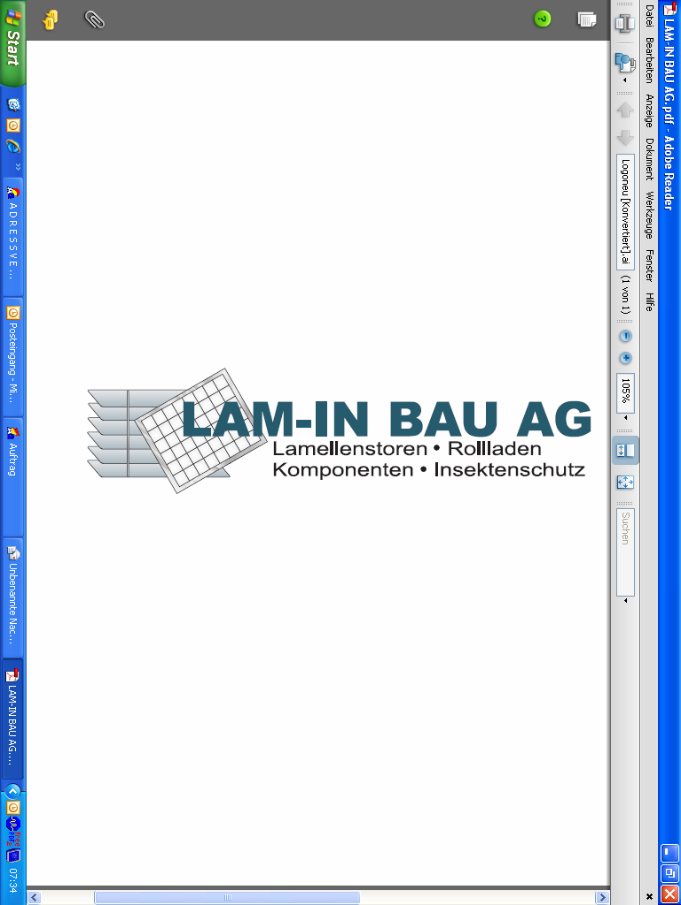 LAM-IN BAU AG.pdf - Adobe Reader
Datei Bearbeiten Anzeige Dokument Werkzeuge Fenster Hilfe
Logoneu [Konvertiert].ai (1 von 1) 105% Suchen
LAM-IN BAU AG
Lamellenstoren • Rollladen
Komponenten • Insektenschutz
Start » A D R E S S V E ... Posteingang - Mi... Auftrag Unbenannte Nac... LAM-IN BAU AG.... 07:34